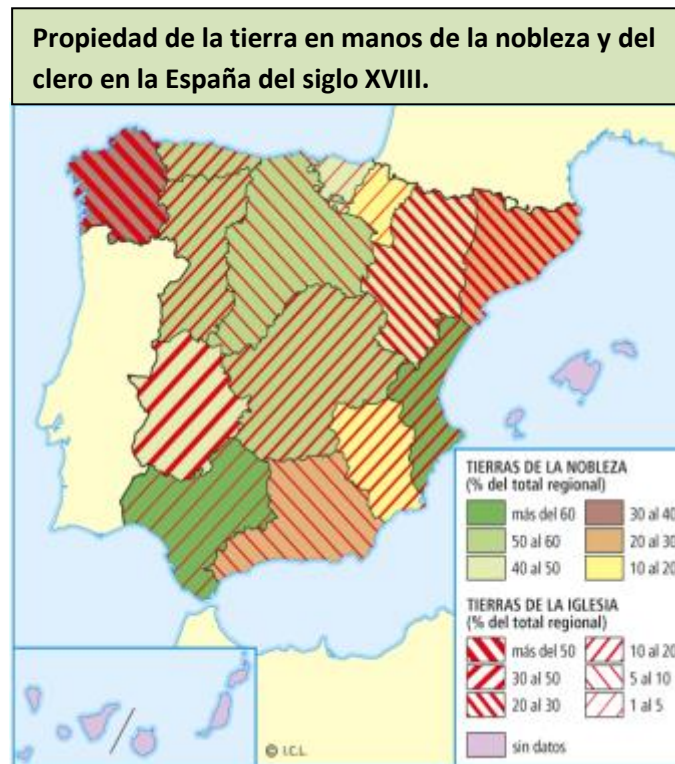 Propiedad de la tierra en manos de la nobleza y del
clero en la España del siglo XVIII.
TIERRAS DE LA NOBLEZA
(% del total regional)
más del 60
50 al 60
40 al 50
30 al 40
20 al 30
10 al 20
TIERRAS DE LA IGLESIA
(% del total regional)
más del 50
30 al 50
20 al 30
10 al 20
5 al 10
1 al 5
sin datos
© I.C.L.